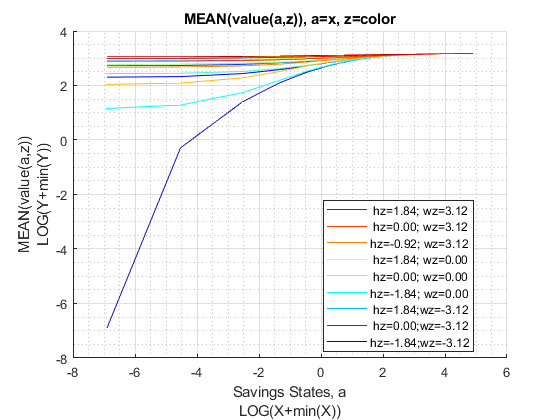 MEAN(value(a,z)), a=x, z=color
MEAN(value(a,z))
LOG(Y+min(Y))
4
2
0
-2
-4
-6
-8
hz=1.84; wz=3.12
hz=0.00; wz=3.12
hz=-0.92; wz=3.12
hz=1.84; wz=0.00
hz=0.00; wz=0.00
hz=-1.84; wz=0.00
hz=1.84;wz=-3.12
hz=0.00;wz=-3.12
hz=-1.84;wz=-3.12
-8 -6 -4 -2 0 2 4 6
Savings States, a
LOG(X+min(X))